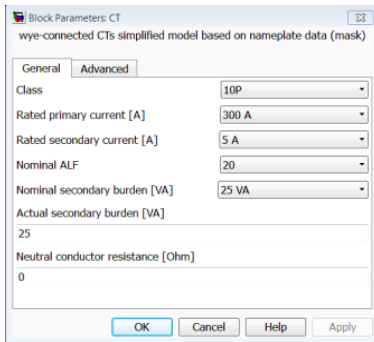 Block Parameters: CT
wye-connected CTs simplified model based on nameplate data (mask)
General Advanced
Class 10P
Rated primary current [A] 300 A
Rated secondary current [A] 5 A
Nominal ALF 20
Nominal secondary burden [VA] 25 VA
Actual secondary burden [VA]
25
Neutral conductor resistance [Ohm]
0
OK Cancel Help Apply